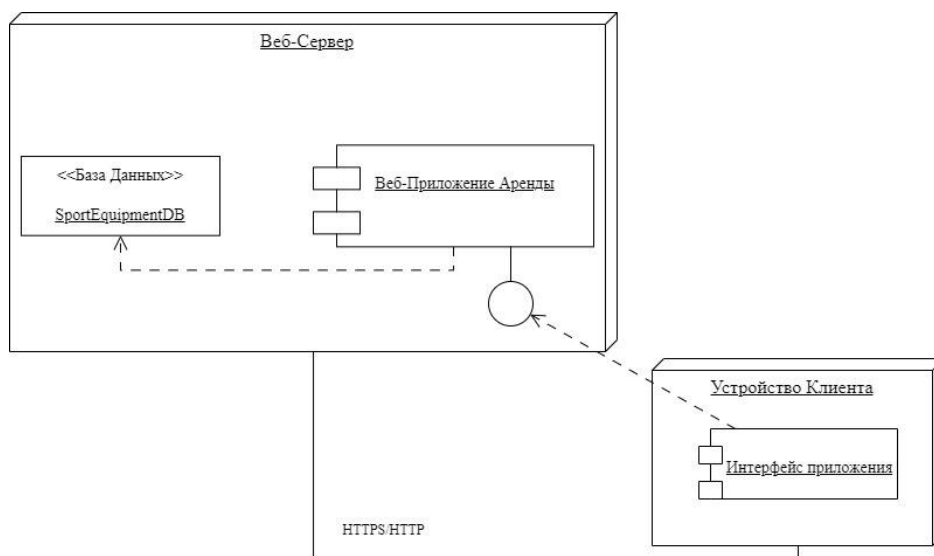 Веб-Сервер
<<База Данных>>
SportEquipmentDB
Веб-Приложение Аренды
Устройство Клиента
Интерфейс приложения
HTTPS/HTTP